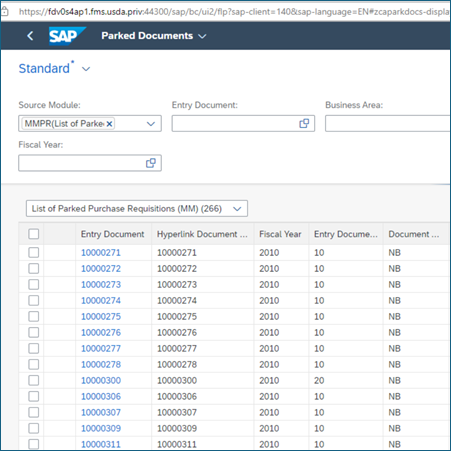 https://fdv0s4ap1.fms.usda.priv:44300/sap/bc/ui2/flp?sap-client=140&sap-language=EN#zcaparkdocs-displa
SAP Parked Documents
Standard*
Source Module: Entry Document: Business Area:
MMPR(List of Parke
Fiscal Year:
List of Parked Purchase Requisitions (MM) (266)
Entry Document Hyperlink Document ... Fiscal Year Entry Docume... Document ...
10000271 10000271 2010 10 NB
10000272 10000272 2010 10 NB
10000273 10000273 2010 10 NB
10000274 10000274 2010 10 NB
10000275 10000275 2010 10 NB
10000276 10000276 2010 10 NB
10000277 10000277 2010 10 NB
10000278 10000278 2010 10 NB
10000300 10000300 2010 20 NB
10000306 10000306 2010 10 NB
10000307 10000307 2010 10 NB
10000309 10000309 2010 10 NB
10000311 10000311 2010 10 NB